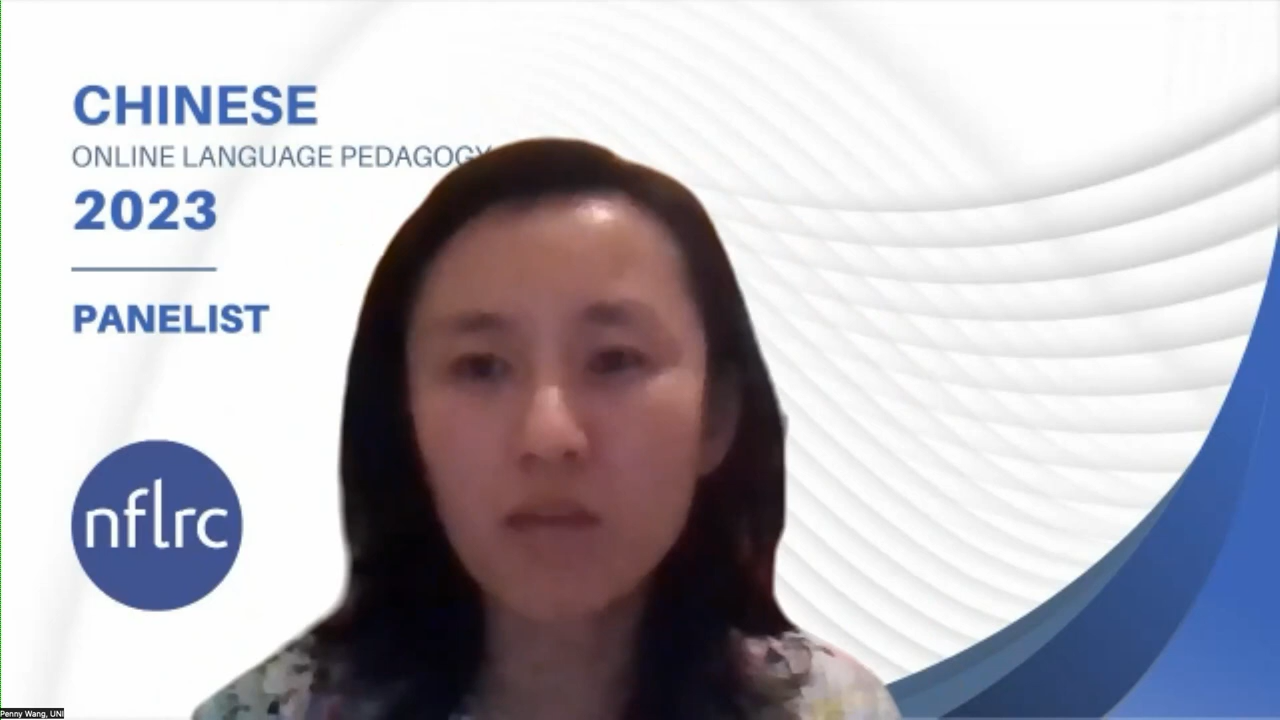 CHINESE
ONLINE LANGUAGE PEDAGOGY
2023
PANELIST
nflrc
Penny Wang, UNI